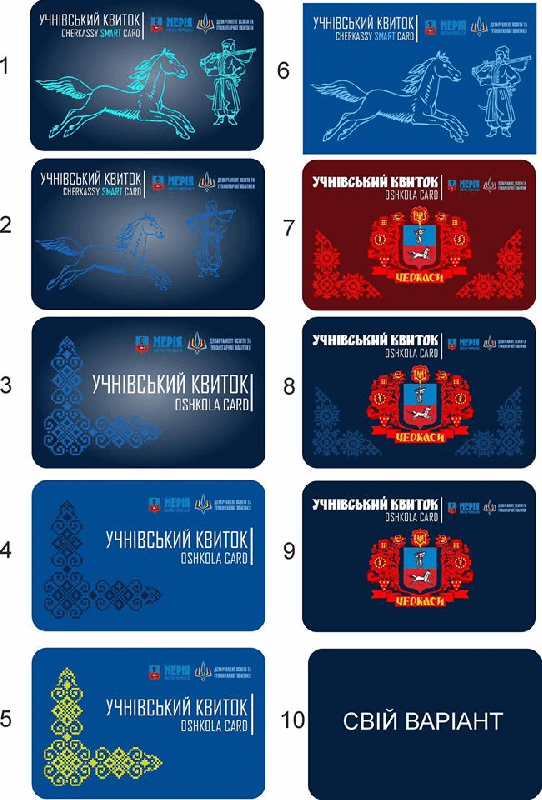 1
УЧНІВСЬКИЙ КВИТОК
CHERKASSY SMART CARD
МЕРІЯ
ДЕПАРТАМЕНТ ОСВІТИ ТА
ГУМАНІТАРНОЇ ПОЛІТИКИ
2
УЧНІВСЬКИЙ КВИТОК
CHERKASSY SMART CARD
МЕРІЯ
ДЕПАРТАМЕНТ ОСВІТИ ТА
ГУМАНІТАРНОЇ ПОЛІТИКИ
3
МЕРІЯ
ДЕПАРТАМЕНТ ОСВІТИ ТА
ГУМАНІТАРНОЇ ПОЛІТИКИ
УЧНІВСЬКИЙ КВИТОК
OSHKOLA CARD
4
МЕРІЯ
ДЕПАРТАМЕНТ ОСВІТИ ТА
ГУМАНІТАРНОЇ ПОЛІТИКИ
УЧНІВСЬКИЙ КВИТОК
OSHKOLA CARD
5
МЕРІЯ
ДЕПАРТАМЕНТ ОСВІТИ ТА
ГУМАНІТАРНОЇ ПОЛІТИКИ
УЧНІВСЬКИЙ КВИТОК
OSHKOLA CARD
6
УЧНІВСЬКИЙ КВИТОК
CHERKASSY SMART CARD
МЕРІЯ
ДЕПАРТАМЕНТ ОСВІТИ ТА
ГУМАНІТАРНОЇ ПОЛІТИКИ
7
УЧНІВСЬКИЙ КВИТОК
OSHKOLA CARD
МЕРІЯ
ДЕПАРТАМЕНТ ОСВІТИ ТА
ГУМАНІТАРНОЇ ПОЛІТИКИ
ЧЕРКАСИ
8
УЧНІВСЬКИЙ КВИТОК
OSHKOLA CARD
МЕРІЯ
ДЕПАРТАМЕНТ ОСВІТИ ТА
ГУМАНІТАРНОЇ ПОЛІТИКИ
ЧЕРКАСИ
9
УЧНІВСЬКИЙ КВИТОК
OSHKOLA CARD
МЕРІЯ
ДЕПАРТАМЕНТ ОСВІТИ ТА
ГУМАНІТАРНОЇ ПОЛІТИКИ
ЧЕРКАСИ
10
СВІЙ ВАРІАНТ